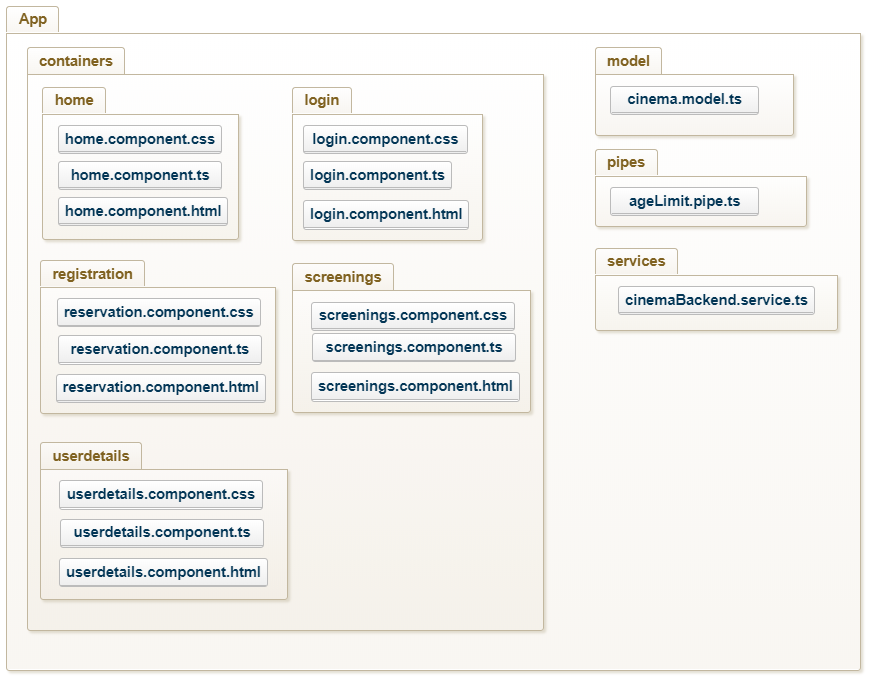 App
containers
home
home.component.css
home.component.ts
home.component.html
login
login.component.css
login.component.ts
login.component.html
registration
reservation.component.css
reservation.component.ts
reservation.component.html
screenings
screenings.component.css
screenings.component.ts
screenings.component.html
userdetails
userdetails.component.css
userdetails.component.ts
userdetails.component.html
model
cinema.model.ts
pipes
ageLimit.pipe.ts
services
cinemaBackend.service.ts